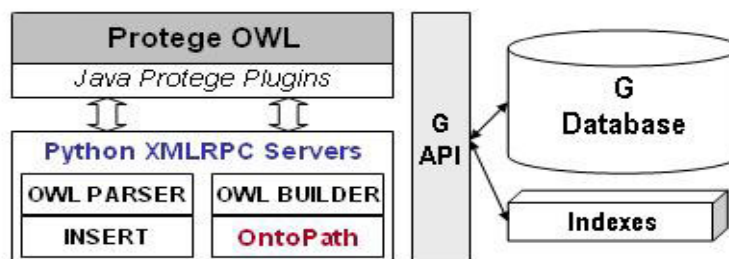 Protege OWL
Java Protege Plugins
Python XMLRPC Servers
OWL PARSER
OWL BUILDER
INSERT
OntoPath
G
API
G
Database
Indexes